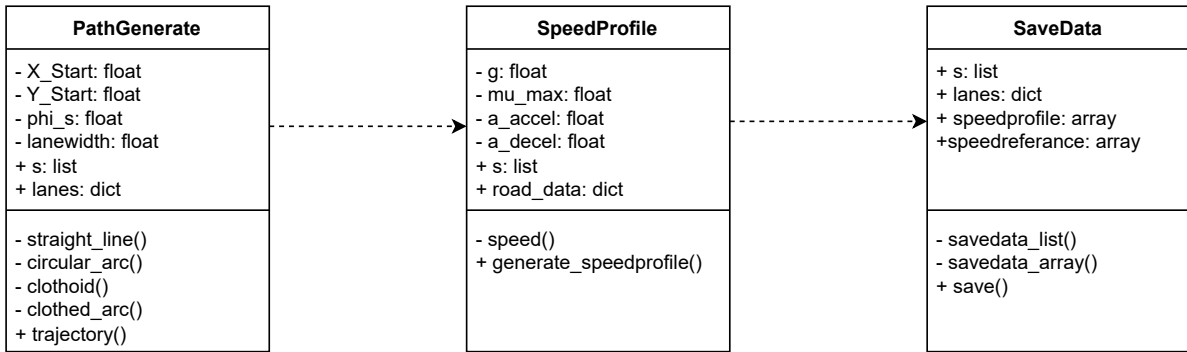 PathGenerate
- X_Start: float
- Y_Start: float
- phi_s: float
- lanewidth: float
+ s: list
+ lanes: dict
- straight_line()
- circular_arc()
- clothoid()
- clothed_arc()
+ trajectory()
SpeedProfile
- g: float
- mu_max: float
- a_accel: float
- a_decel: float
+ s: list
+ road_data: dict
- speed()
+ generate_speedprofile()
SaveData
+ s: list
+ lanes: dict
+ speedprofile: array
+speedreferance: array
- savedata_list()
- savedata_array()
+ save()